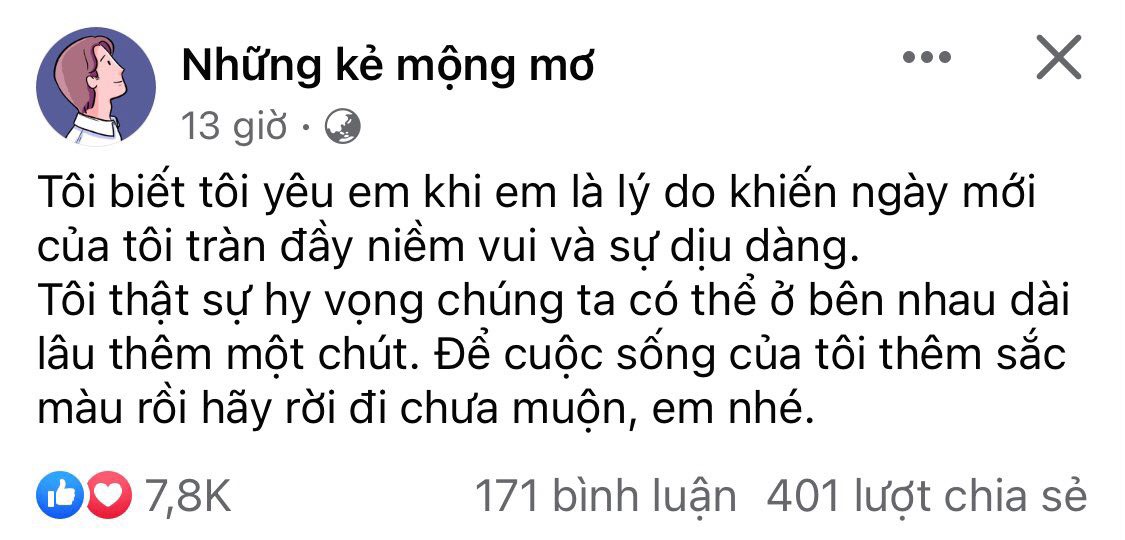 Những kẻ mộng mơ
13 giờ ·
Tôi biết tôi yêu em khi em là lý do khiến ngày mới
của tôi tràn đầy niềm vui và sự dịu dàng.
Tôi thật sự hy vọng chúng ta có thể ở bên nhau dài
lâu thêm một chút. Để cuộc sống của tôi thêm sắc
màu rồi hãy rời đi chưa muộn, em nhé.
7,8K 171 bình luận 401 lượt chia sẻ